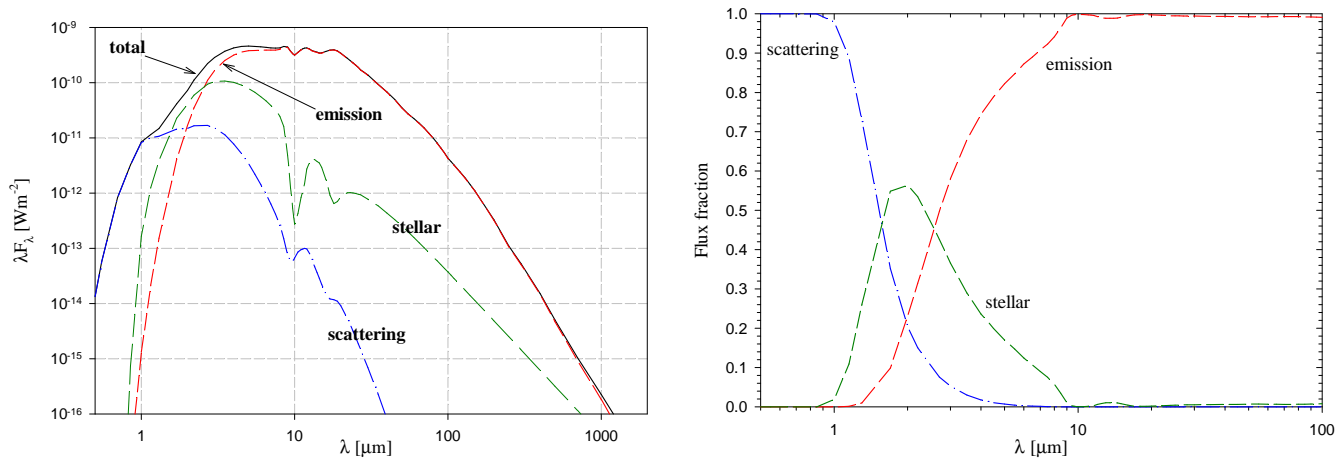 10⁻⁹
10⁻¹⁰
10⁻¹¹
10⁻¹²
10⁻¹³
10⁻¹⁴
10⁻¹⁵
10⁻¹⁶
λF_λ [Wm⁻²]
total
emission
stellar
scattering
1 10 100 1000
λ [µm]
1.0
0.9
0.8
0.7
0.6
0.5
0.4
0.3
0.2
0.1
0.0
Flux fraction
scattering
emission
stellar
1 10 100
λ [µm]